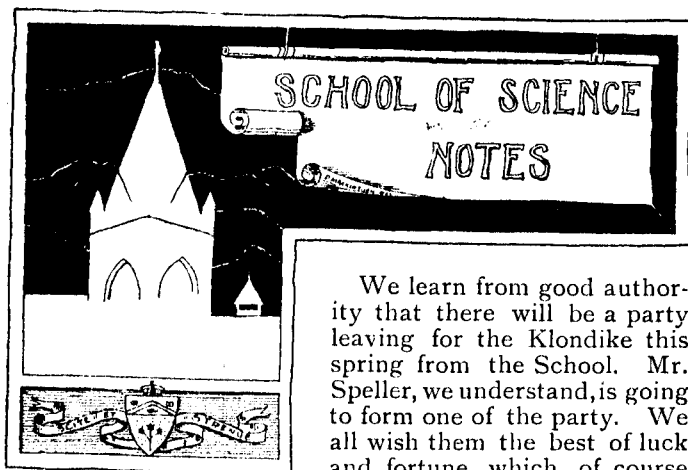 SCHOOL OF SCIENCE
NOTES
We learn from good author-
ity that there will be a party
leaving for the Klondike this
spring from the School. Mr.
Speller, we understand, is going
to form one of the party. We
all wish them the best of luck
and fortune, which, of course